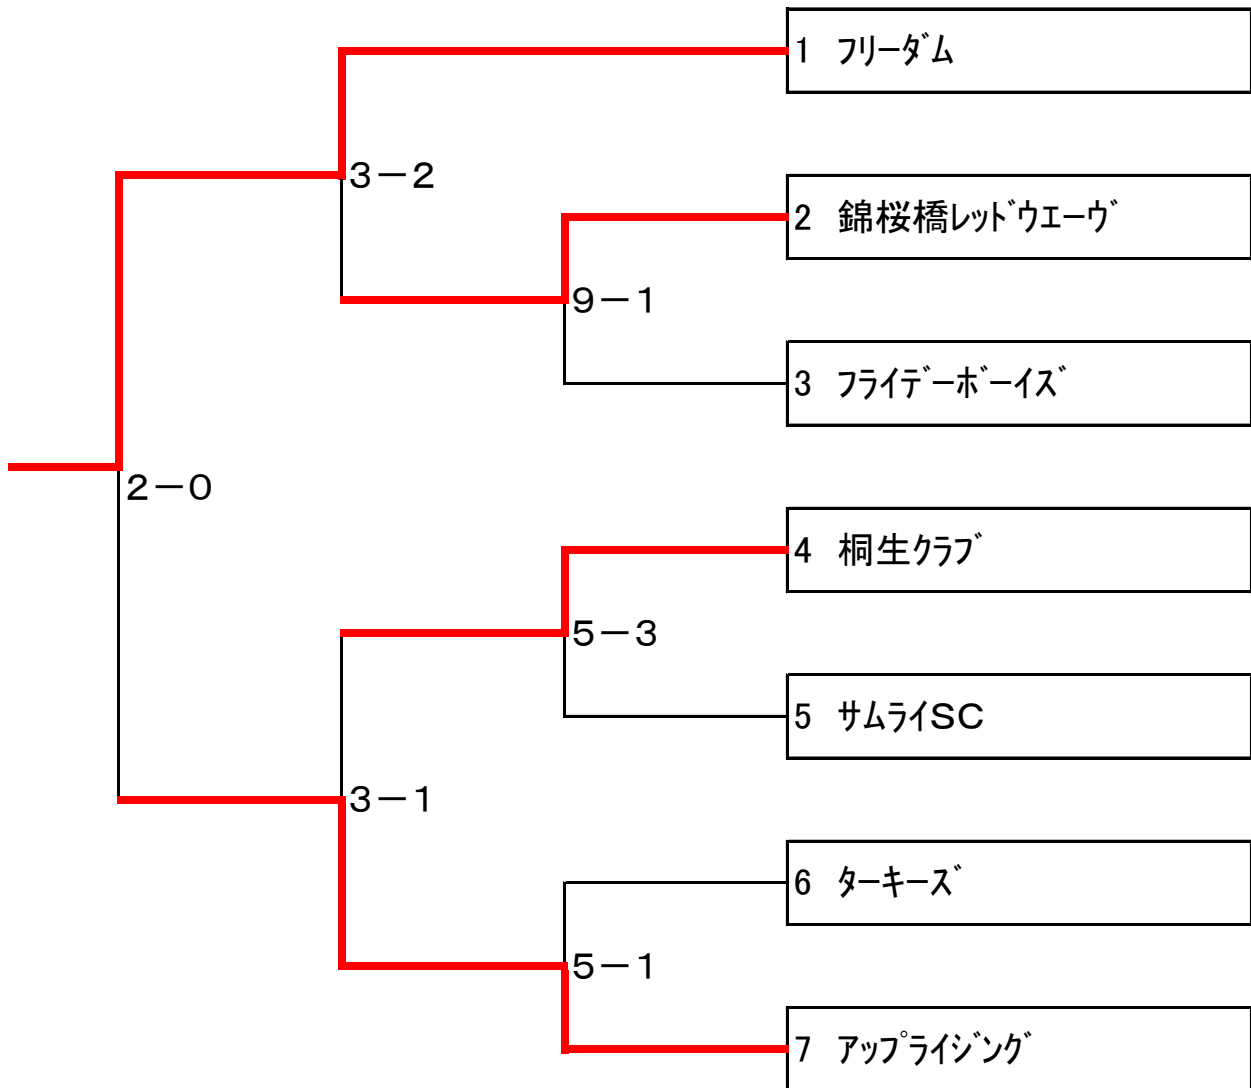 1 フリーダム
3－2
2 錦桜橋レッドウエーヴ
9－1
3 フライデーボーイズ
2－0
4 桐生クラブ
5－3
5 サムライSC
3－1
6 ターキーズ
5－1
7 アップライジング